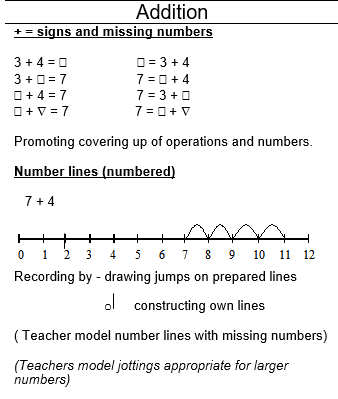 Addition
+ = signs and missing numbers
3 + 4 = □ □ = 3 + 4
3 + □ = 7 7 = □ + 4
□ + 4 = 7 7 = 3 + □
□ + ∇ = 7 7 = □ + ∇
Promoting covering up of operations and numbers.
Number lines (numbered)
7 + 4
0 1 2 3 4 5 6 7 8 9 10 11 12
Recording by - drawing jumps on prepared lines
constructing own lines
( Teacher model number lines with missing numbers)
(Teachers model jottings appropriate for larger
numbers)